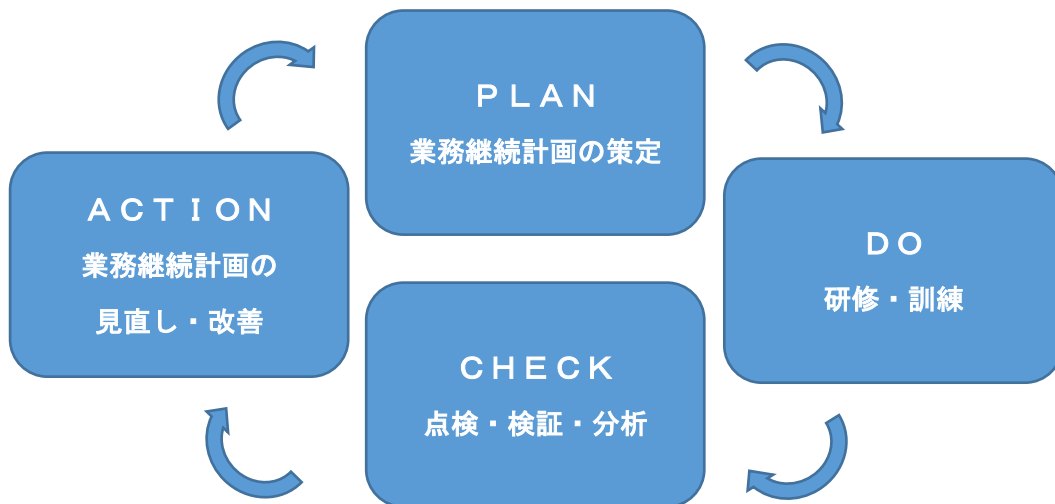 ＰＬＡＮ
業務継続計画の策定
ＤＯ
研修・訓練
ＣＨＥＣＫ
点検・検証・分析
ＡＣＴＩＯＮ
業務継続計画の
見直し・改善